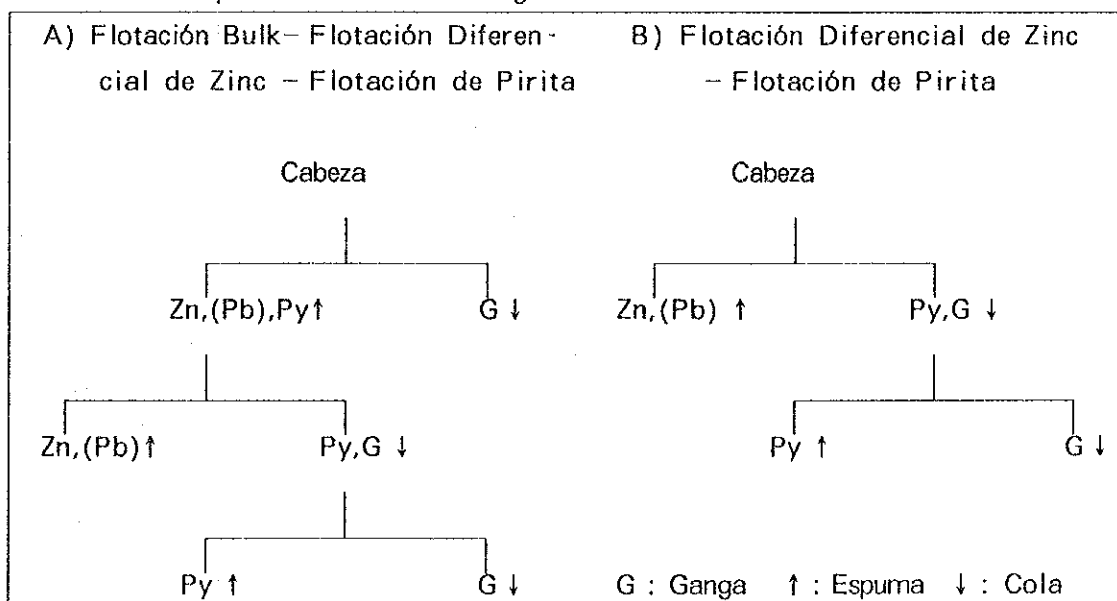 A) Flotación Bulk– Flotación Diferen-
cial de Zinc – Flotación de Pirita
B) Flotación Diferencial de Zinc
– Flotación de Pirita
Cabeza
Zn,(Pb),Py↑ G ↓
Zn,(Pb)↑ Py,G ↓
Py ↑ G ↓
Cabeza
Zn,(Pb) ↑ Py,G ↓
Py ↑ G ↓
G : Ganga ↑ : Espuma ↓ : Cola